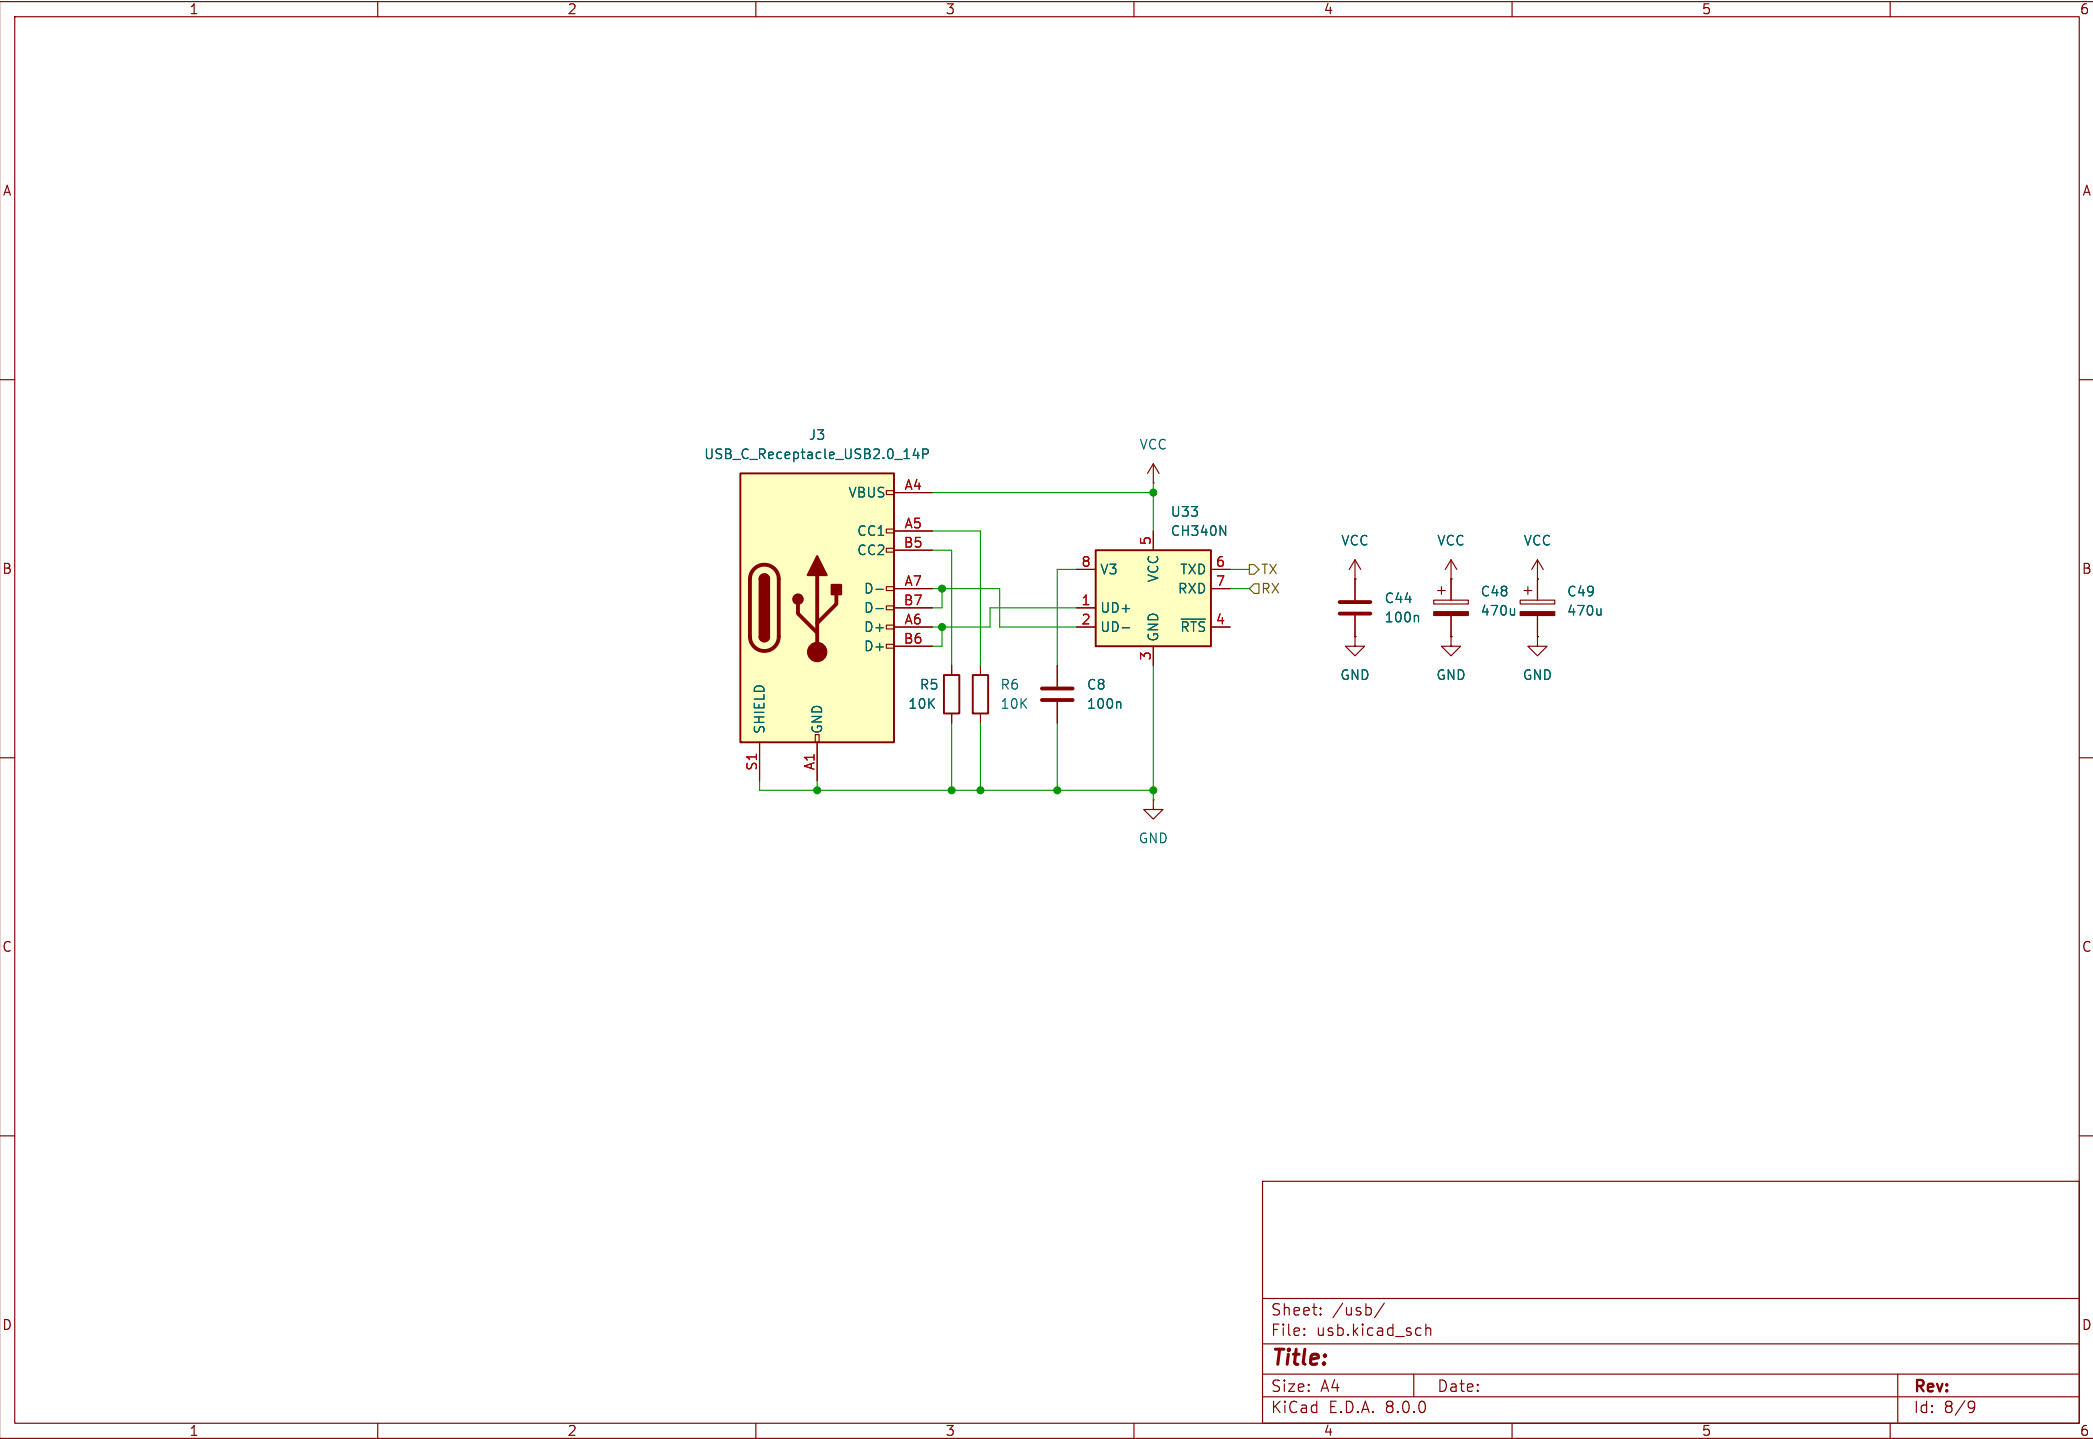 1 2 3 4 5 6
A A
B B
C C
D D
J3
USB_C_Receptacle_USB2.0_14P
VBUS A4
CC1 A5
CC2 B5
D- A7
D- B7
D+ A6
D+ B6
SHIELD
GND
S1
A1
R5
10K
R6
10K
C8
100n
VCC
U33
CH340N
5
VCC
8 V3
1 UD+
2 UD-
GND
3
TXD 6
RXD 7
RTS 4
TX
RX
GND
VCC
C44
100n
GND
VCC
+
C48
470u
GND
VCC
+
C49
470u
GND
Sheet: /usb/
File: usb.kicad_sch
Title:
Size: A4 Date: Rev:
KiCad E.D.A. 8.0.0 Id: 8/9
1 2 3 4 5 6